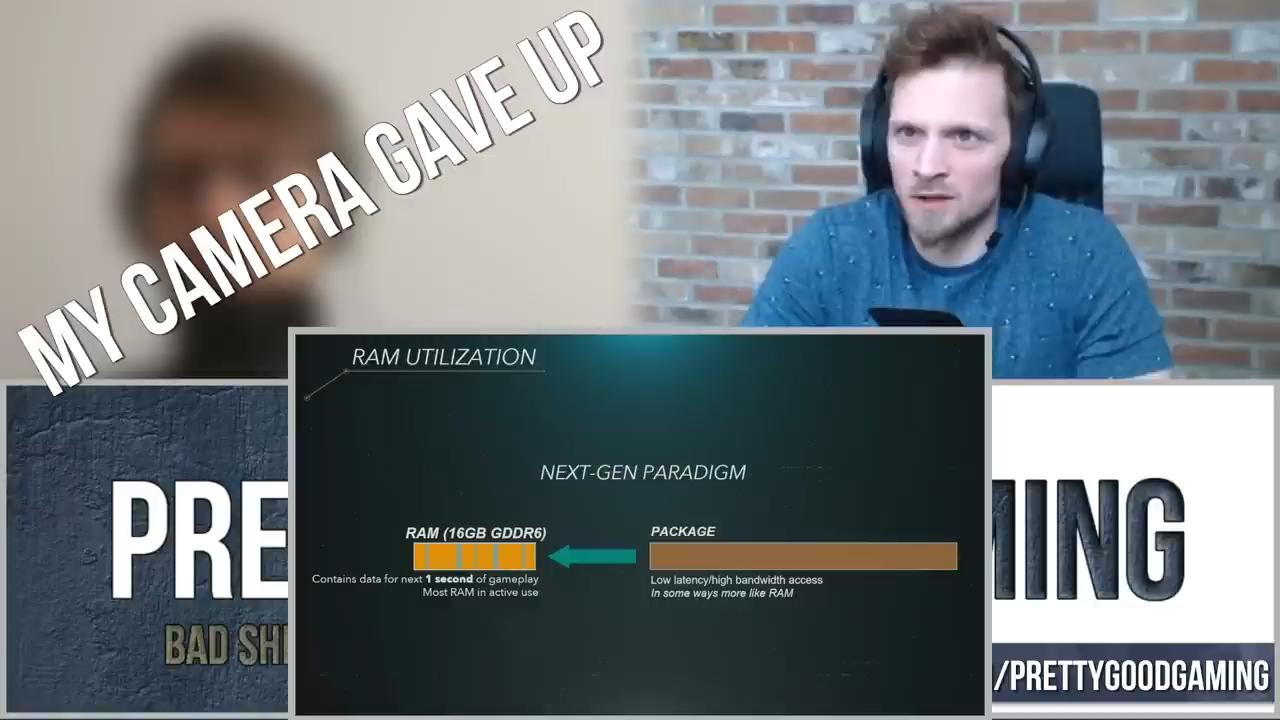 MY CAMERA GAVE UP
RAM UTILIZATION
NEXT-GEN PARADIGM
RAM (16GB GDDR6)
Contains data for next 1 second of gameplay
Most RAM in active use
PACKAGE
Low latency/high bandwidth access
In some ways more like RAM
PRE
MING
BAD SH
/PRETTYGOODGAMING